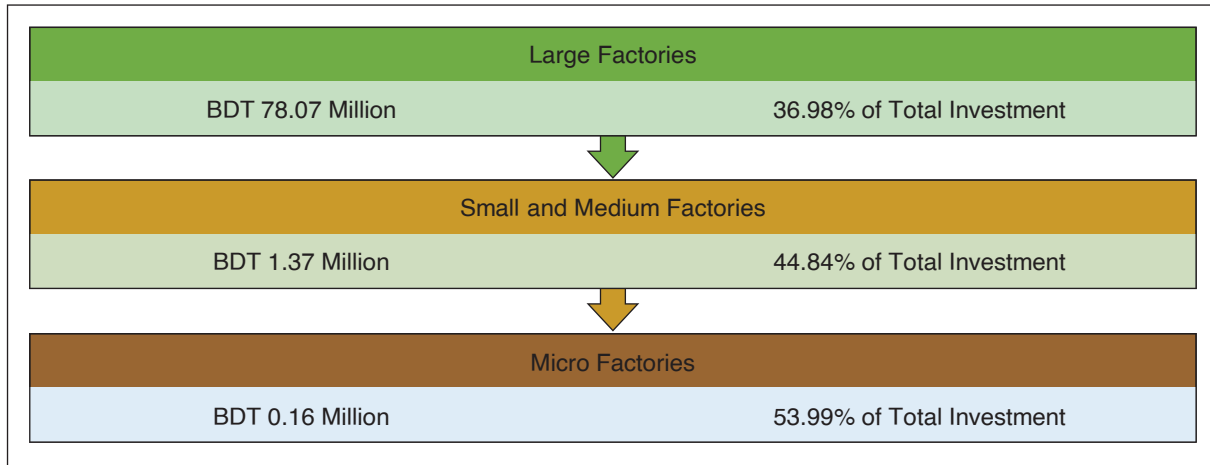 Large Factories
BDT 78.07 Million 36.98% of Total Investment
Small and Medium Factories
BDT 1.37 Million 44.84% of Total Investment
Micro Factories
BDT 0.16 Million 53.99% of Total Investment